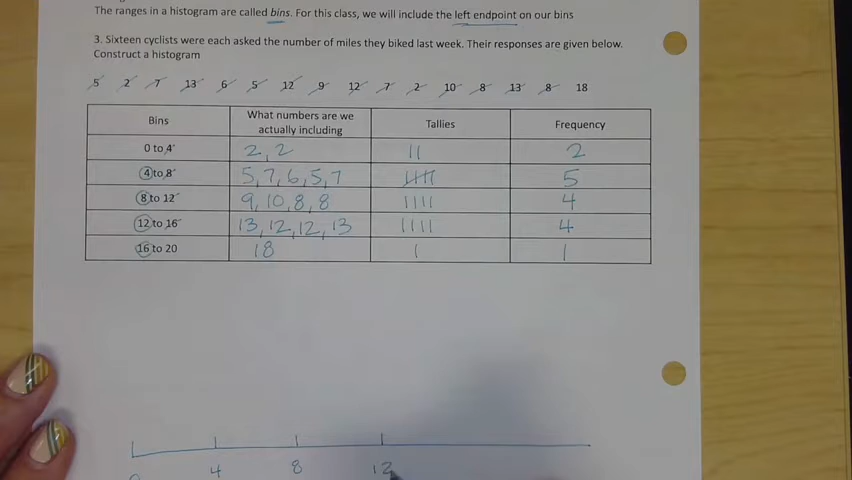 The ranges in a histogram are called bins. For this class, we will include the left endpoint on our bins
3. Sixteen cyclists were each asked the number of miles they biked last week. Their responses are given below.
Construct a histogram
5 2 7 13 6 5 12 9 12 7 2 10 8 13 8 18
Bins What numbers are we actually including Tallies Frequency
0 to 4 2, 2 || 2
4 to 8 5, 7, 6, 5, 7 |||| 5
8 to 12 9, 10, 8, 8 |||| 4
12 to 16 13, 12, 12, 13 |||| 4
16 to 20 18 | 1
0 4 8 12